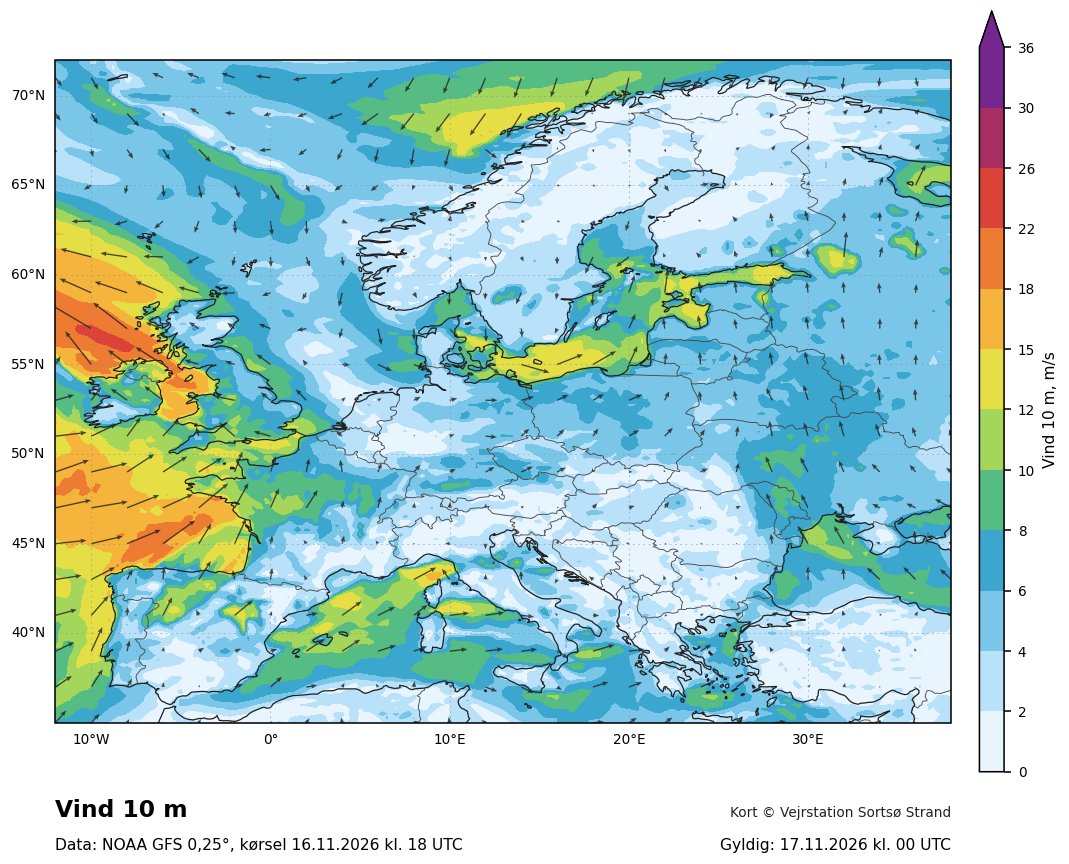 36
30
26
22
18
15
12
10
8
6
4
2
0
Vind 10 m, m/s
70°N
65°N
60°N
55°N
50°N
45°N
40°N
10°W 0° 10°E 20°E 30°E
Vind 10 m
Kort © Vejrstation Sortsø Strand
Data: NOAA GFS 0,25°, kørsel 16.11.2026 kl. 18 UTC
Gyldig: 17.11.2026 kl. 00 UTC